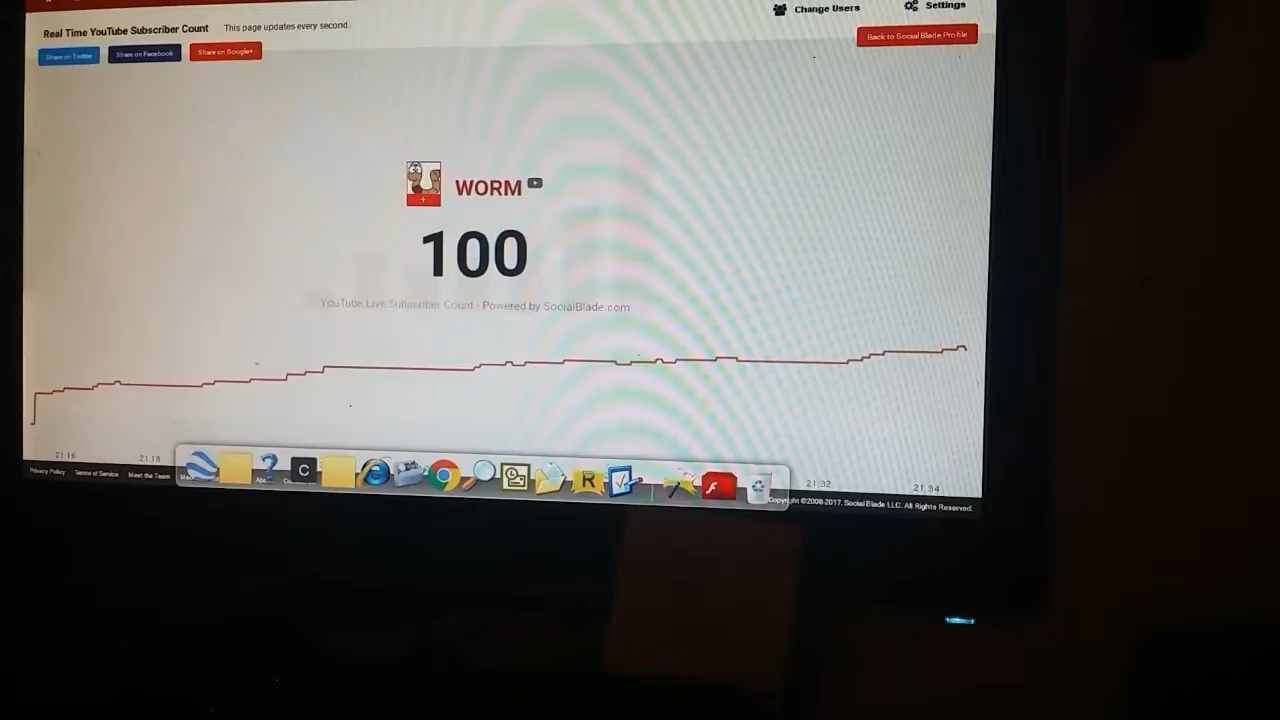 Change Users
Settings
Real Time YouTube Subscriber Count This page updates every second.
Share on Twitter Share on Facebook Share on Google+
Back to Social Blade Profile
WORM
100
YouTube Live Subscriber Count - Powered by SocialBlade.com
21:16 21:18 21:32 21:34
Privacy Policy Terms of Service Meet the Team
C
R
Copyright ©2008-2017. Social Blade LLC. All Rights Reserved.